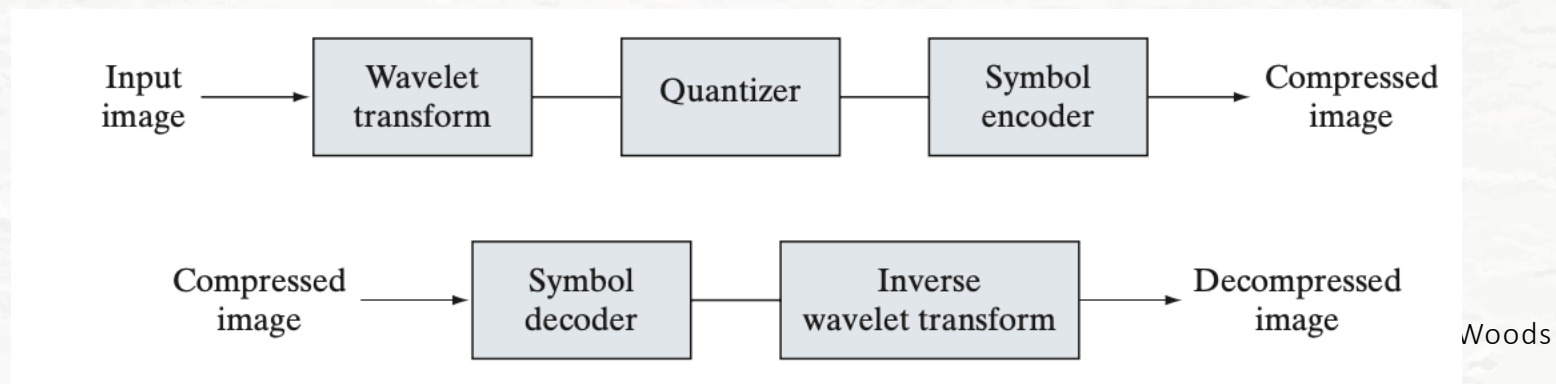 Input
image
Wavelet
transform
Quantizer
Symbol
encoder
Compressed
image
Compressed
image
Symbol
decoder
Inverse
wavelet transform
Decompressed
image
Woods